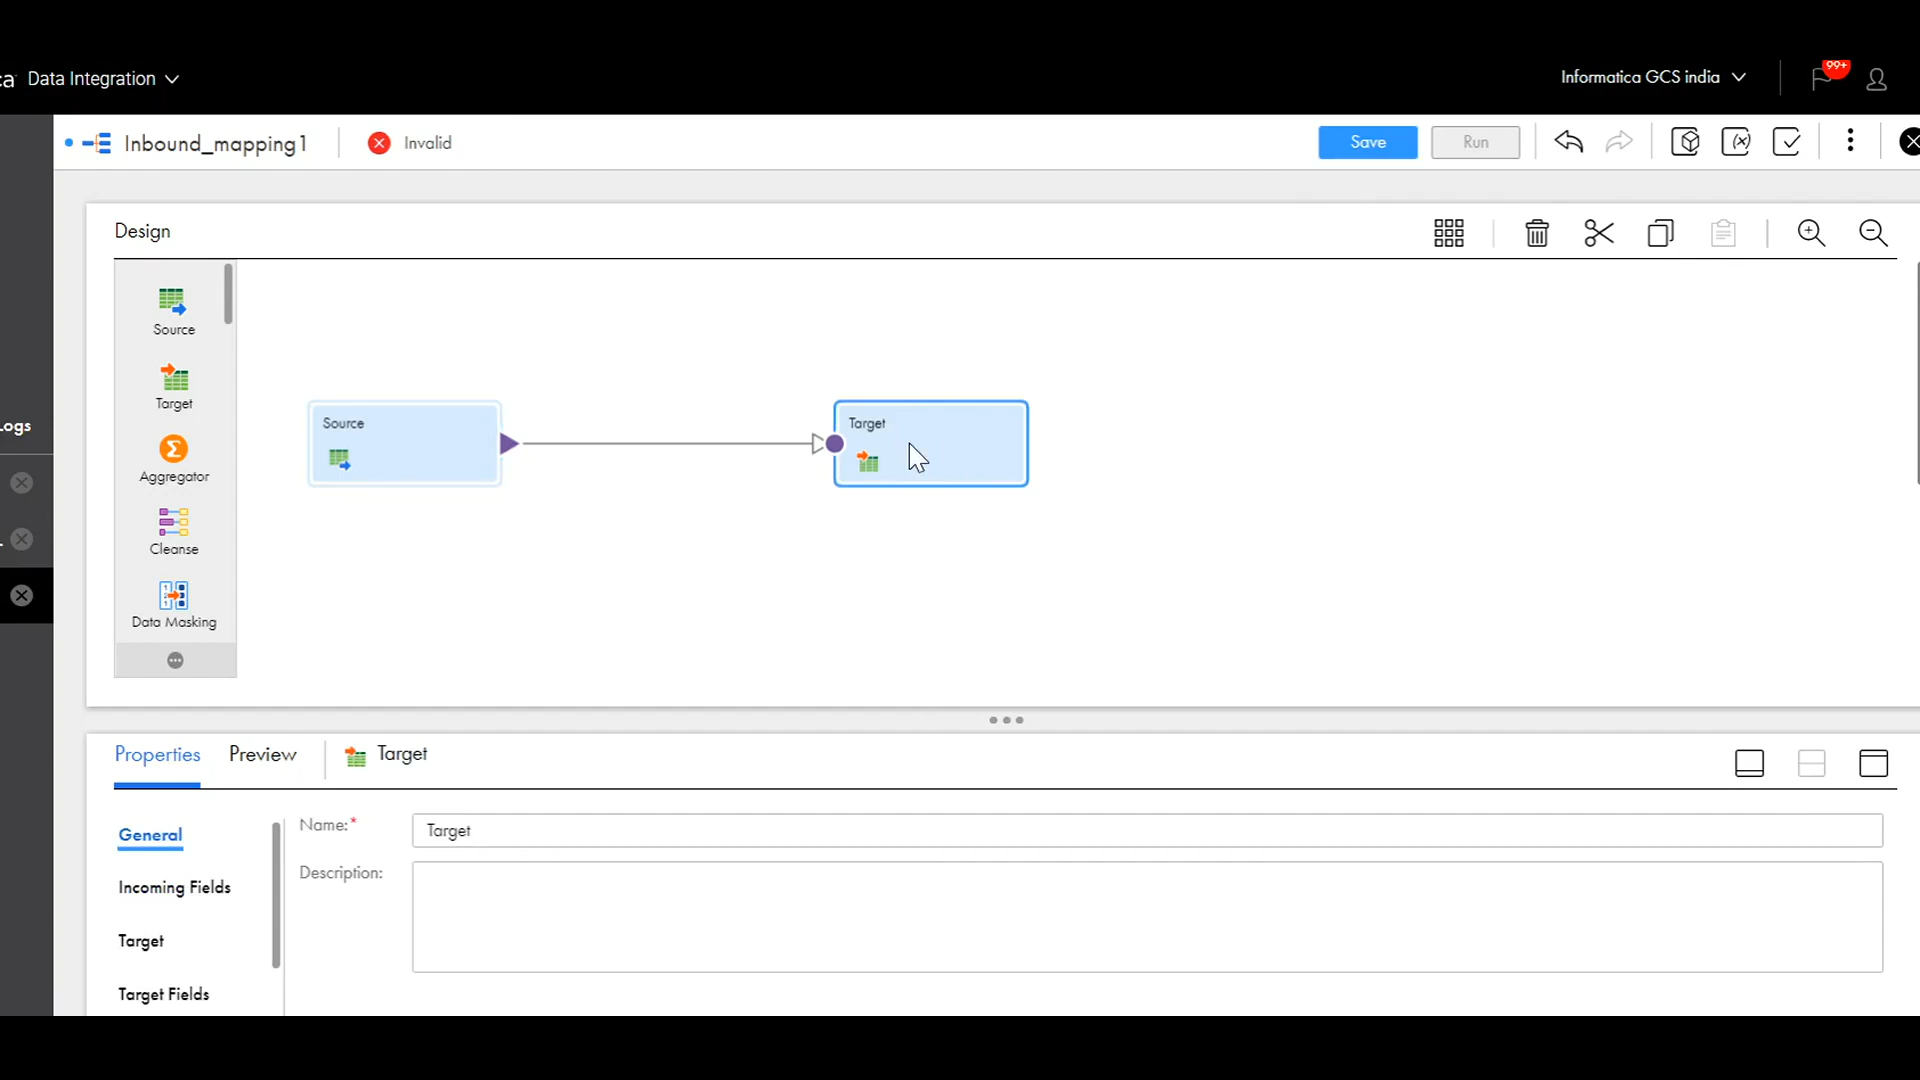 ca Data Integration
Informatica GCS india
99+
Inbound_mapping1
Invalid
Save
Run
Design
Source
Target
Aggregator
Cleanse
Data Masking
Logs
Source
Target
Properties
Preview
Target
General
Incoming Fields
Target
Target Fields
Name:*
Target
Description: